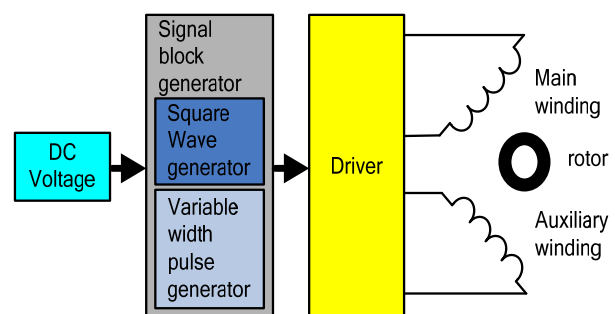 DC
Voltage
Signal
block
generator
Square
Wave
generator
Variable
width
pulse
generator
Driver
Main
winding
rotor
Auxiliary
winding